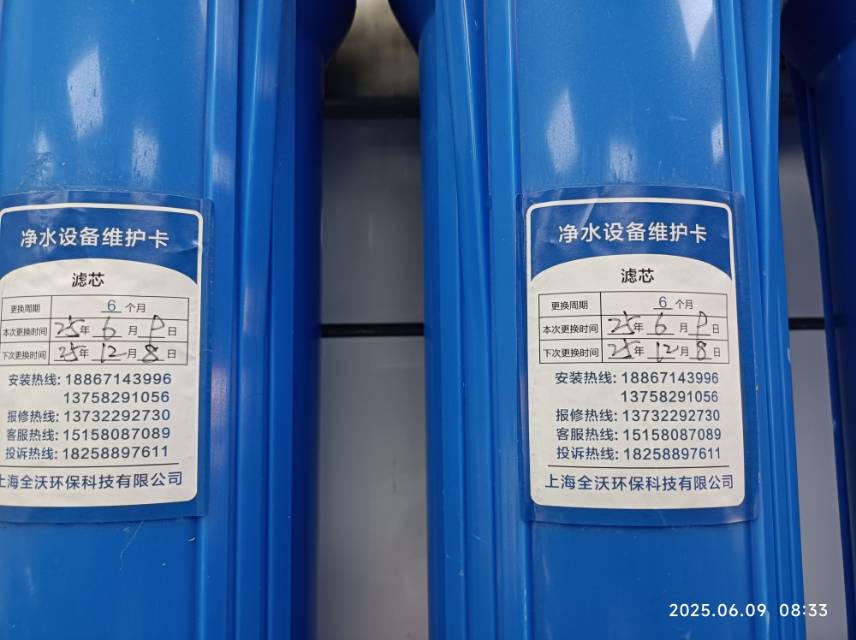 净水设备维护卡
滤芯
更换周期 6 个月
本次更换时间 25年 6月 9日
下次更换时间 25年 12月 8日
安装热线: 18867143996
13758291056
报修热线: 13732292730
客服热线: 15158087089
投诉热线: 18258897611
上海全沃环保科技有限公司
净水设备维护卡
滤芯
更换周期 6 个月
本次更换时间 25年 6月 9日
下次更换时间 25年 12月 8日
安装热线: 18867143996
13758291056
报修热线: 13732292730
客服热线: 15158087089
投诉热线: 18258897611
上海全沃环保科技有限公司
2025.06.09 08:33